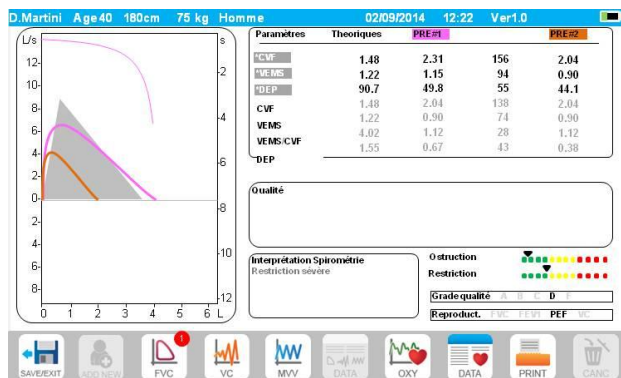 D.Martini Age40 180cm 75 kg Homme 02/09/2014 12:22 Ver1.0
L/s s
Paramètres Theoriques PRE#1 PRE#2
*CVF 1.48 2.31 156 2.04
*VEMS 1.22 1.15 94 0.90
*DEP 90.7 49.8 55 44.1
CVF 1.48 2.04 138 2.04
VEMS 1.22 0.90 74 0.90
VEMS/CVF 4.02 1.12 28 1.12
DEP 1.55 0.67 43 0.38
12
10
8
6
4
2
0
2
4
6
8
2
4
6
8
10
12
0 1 2 3 4 5 6 L
Qualité
Interprétation Spirométrie
Restriction sévère
Ostruction
Restriction
Grade qualité A B C D F
Reproduct. FVC FEV1 PEF VC
1
SAVE/EXIT ADD NEW FVC VC MVV DATA OXY DATA PRINT CANC